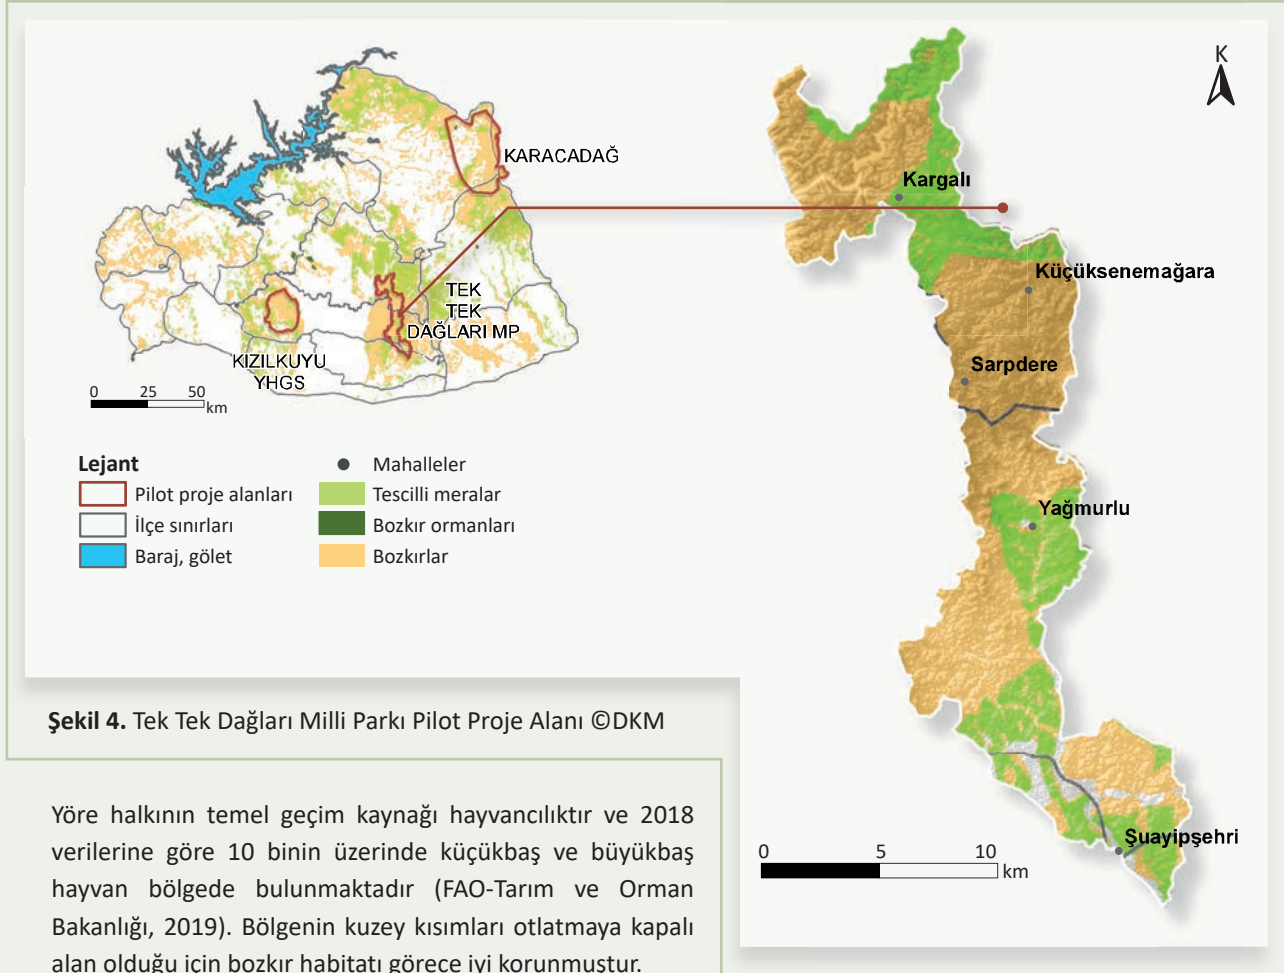 K
KARACADAĞ
Kargalı
Küçüksenemağara
TEK
TEK
DAĞLARI MP
KIZILKUYU
YHGS
Sarpdere
0 25 50
km
Lejant
Mahalleler
Pilot proje alanları
Tescilli meralar
İlçe sınırları
Bozkır ormanları
Baraj, gölet
Bozkırlar
Yağmurlu
Şuayipşehri
0 5 10
km
Şekil 4. Tek Tek Dağları Milli Parkı Pilot Proje Alanı ©DKM
Yöre halkının temel geçim kaynağı hayvancılıktır ve 2018
verilerine göre 10 binin üzerinde küçükbaş ve büyükbaş
hayvan bölgede bulunmaktadır (FAO-Tarım ve Orman
Bakanlığı, 2019). Bölgenin kuzey kısımları otlatmaya kapalı
alan olduğu için bozkır habitatı görece iyi korunmuştur.